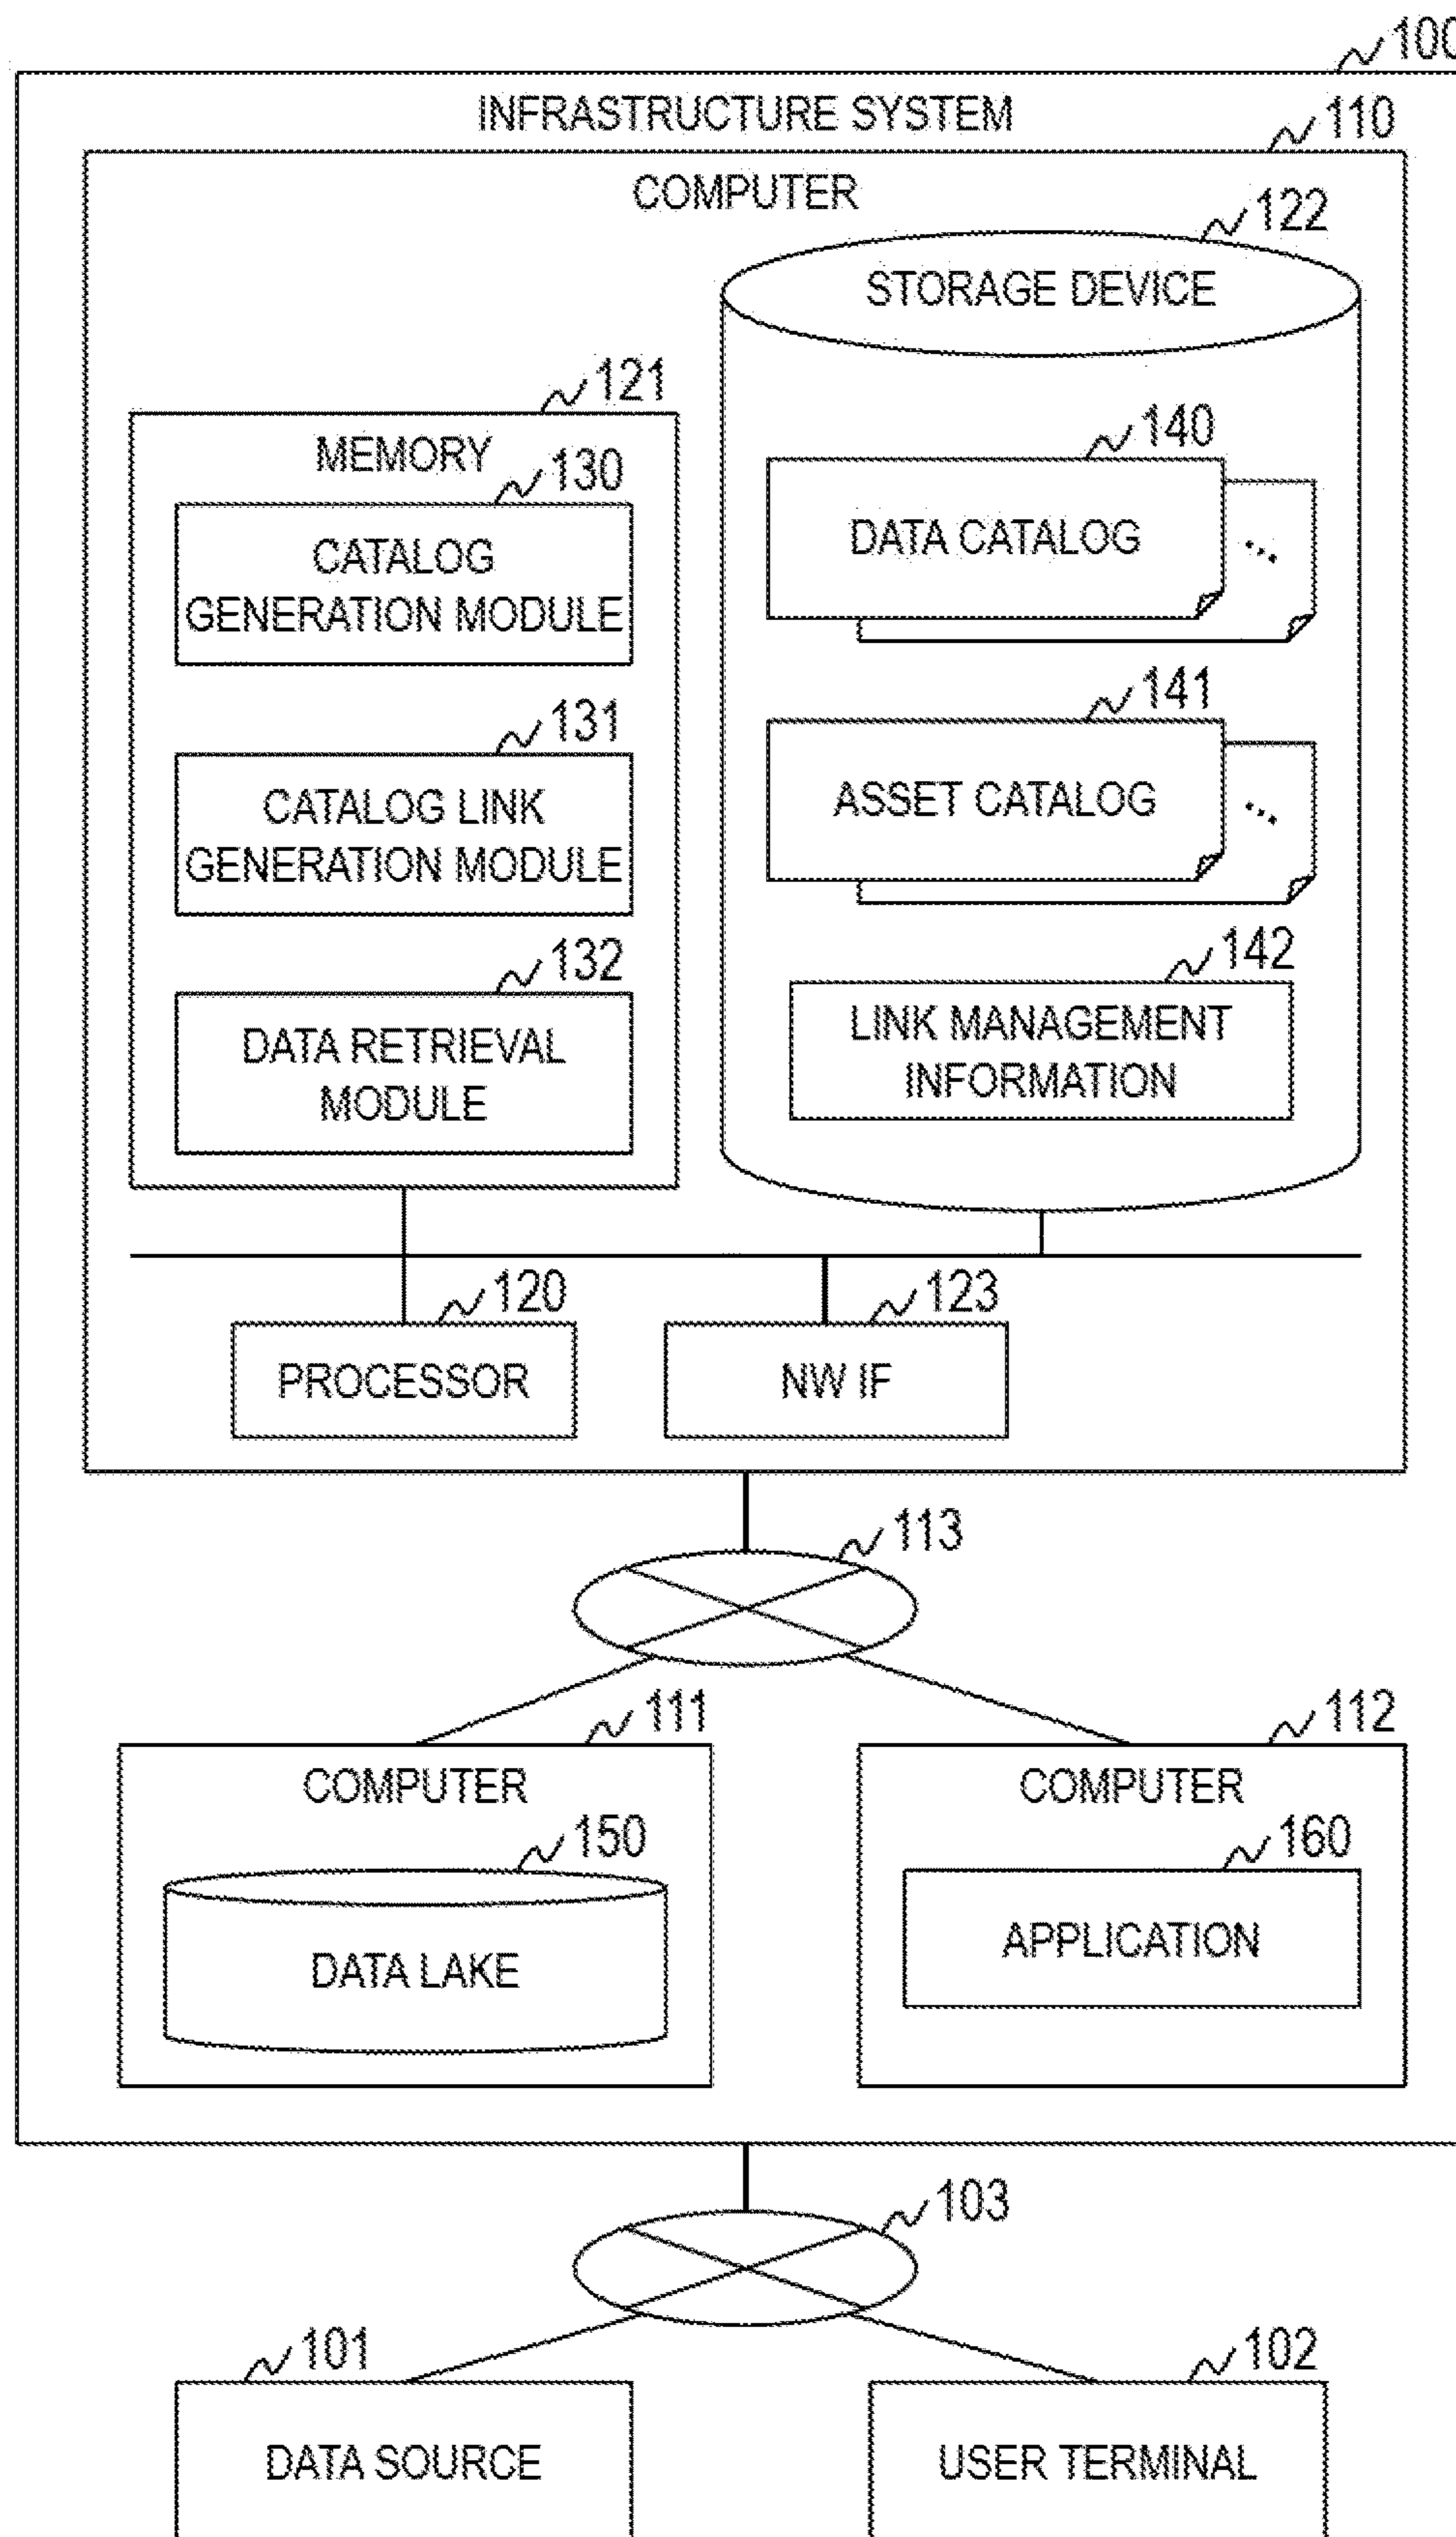 100
INFRASTRUCTURE SYSTEM
110
COMPUTER
122
STORAGE DEVICE
121
MEMORY
130
CATALOG
GENERATION MODULE
131
CATALOG LINK
GENERATION MODULE
132
DATA RETRIEVAL
MODULE
140
DATA CATALOG
...
141
ASSET CATALOG
...
142
LINK MANAGEMENT
INFORMATION
120
PROCESSOR
123
NW IF
113
111
COMPUTER
150
DATA LAKE
112
COMPUTER
160
APPLICATION
103
101
DATA SOURCE
102
USER TERMINAL